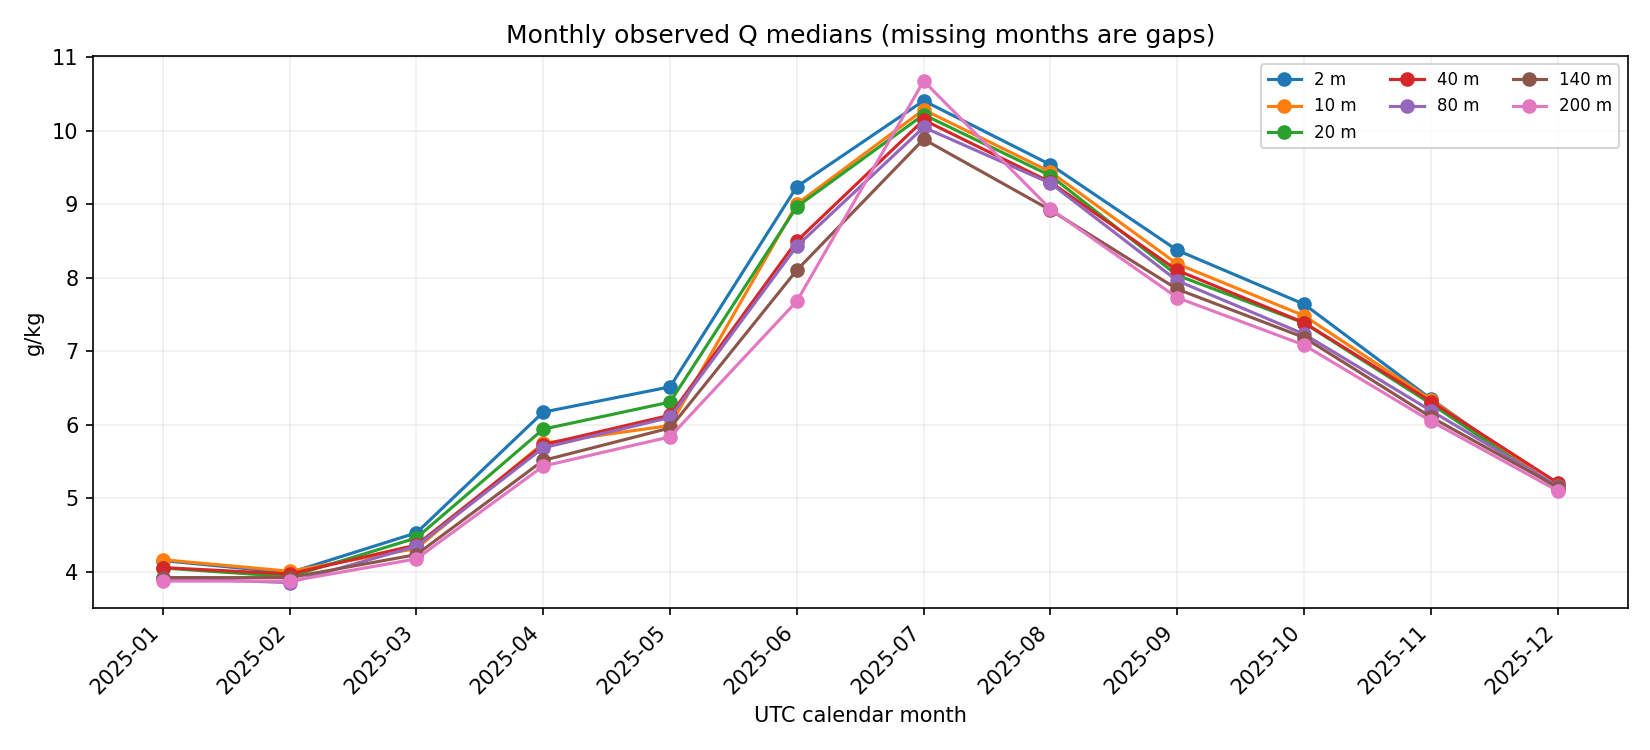 Monthly observed Q medians (missing months are gaps)
11
10
9
8
7
6
5
4
g/kg
2 m
10 m
20 m
40 m
80 m
140 m
200 m
2025-01
2025-02
2025-03
2025-04
2025-05
2025-06
2025-07
2025-08
2025-09
2025-10
2025-11
2025-12
UTC calendar month